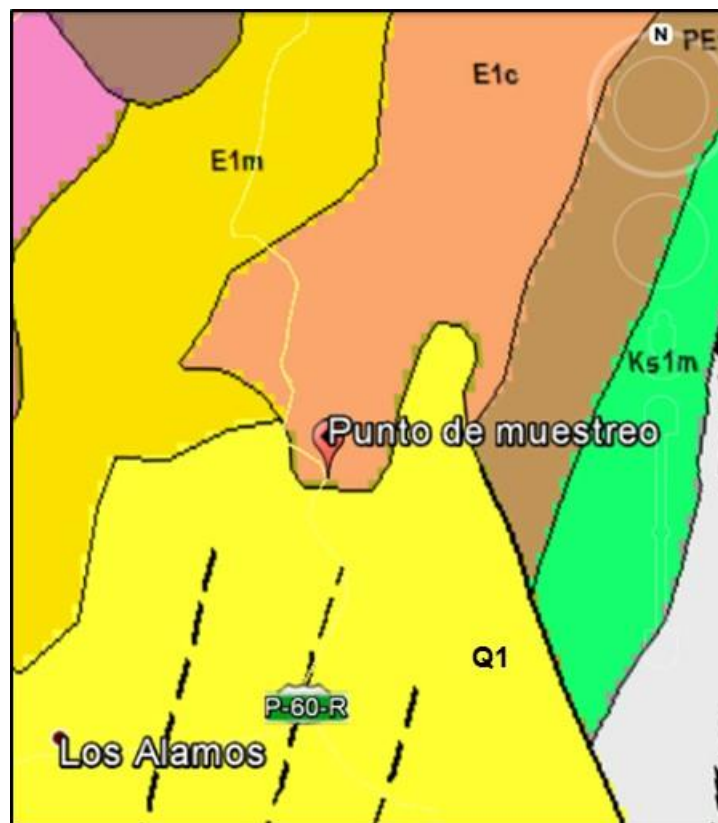 N
PE
E1c
E1m
Ks1m
Punto de muestreo
Q1
P-60-R
Los Alamos